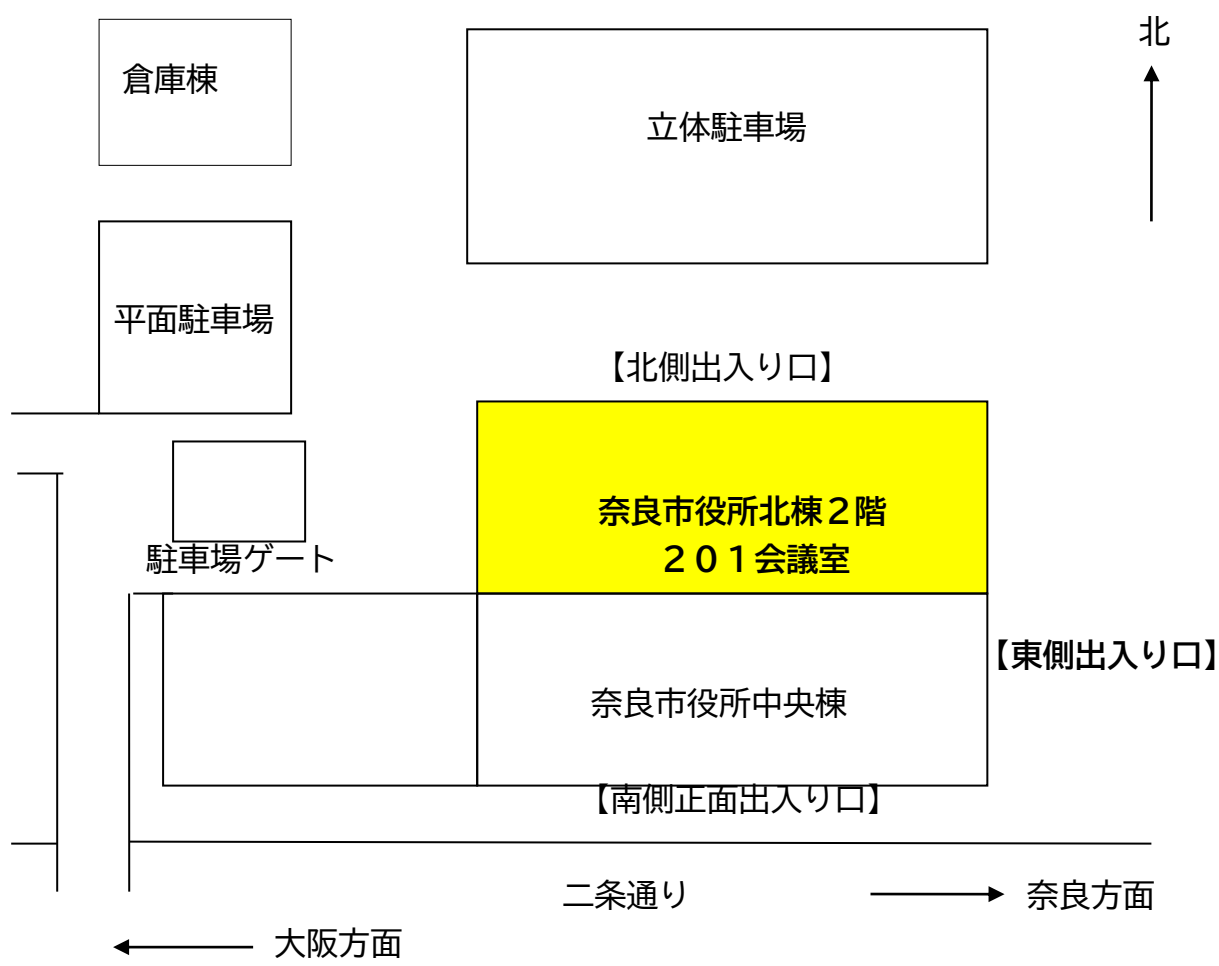 北
倉庫棟
立体駐車場
平面駐車場
【北側出入り口】
奈良市役所北棟２階
２０１会議室
駐車場ゲート
【東側出入り口】
奈良市役所中央棟
【南側正面出入り口】
二条通り
奈良方面
大阪方面